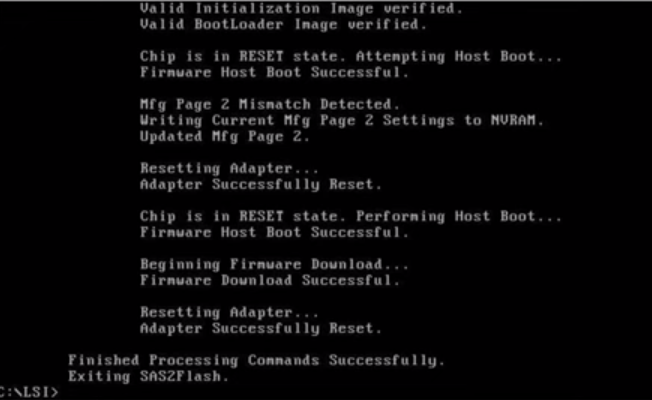 Valid Initialization Image verified.
Valid BootLoader Image verified.
Chip is in RESET state. Attempting Host Boot...
Firmware Host Boot Successful.
Mfg Page 2 Mismatch Detected.
Writing Current Mfg Page 2 Settings to NVRAM.
Updated Mfg Page 2.
Resetting Adapter...
Adapter Successfully Reset.
Chip is in RESET state. Performing Host Boot...
Firmware Host Boot Successful.
Beginning Firmware Download...
Firmware Download Successful.
Resetting Adapter...
Adapter Successfully Reset.
Finished Processing Commands Successfully.
Exiting SAS2Flash.
C:\LSI>